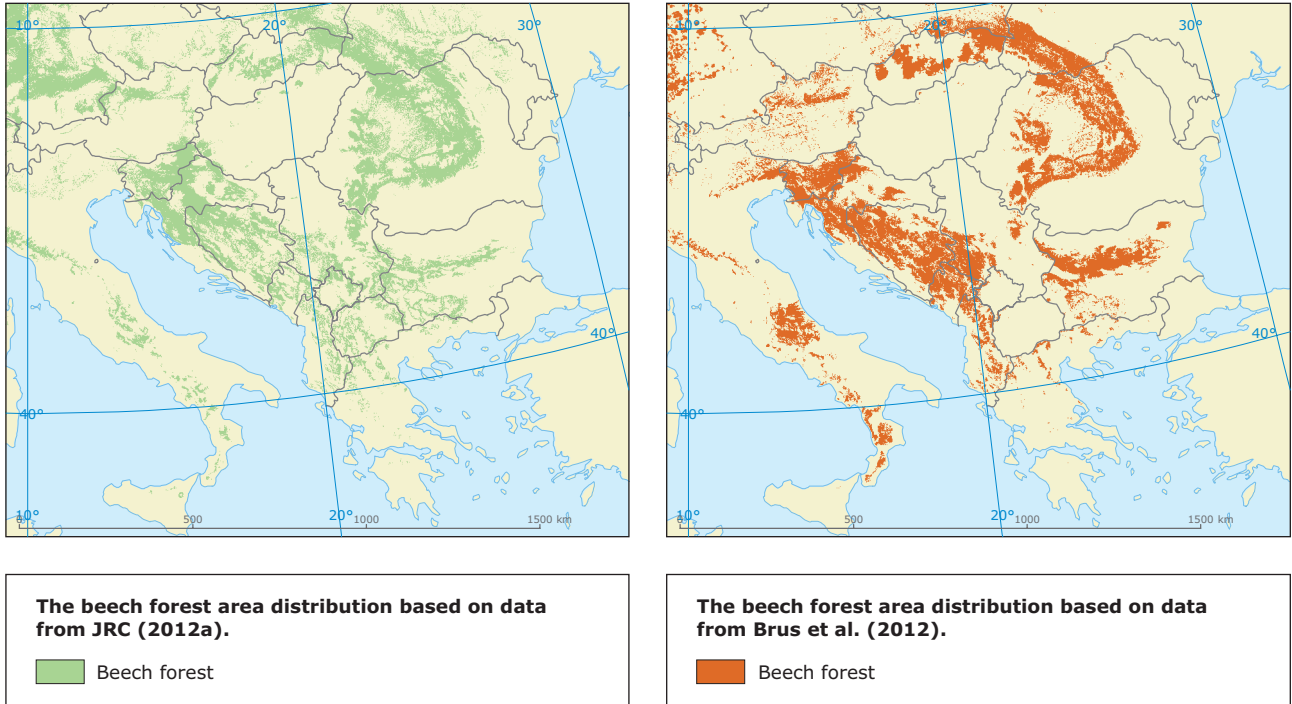 10° 20°
40°
10° 20°
0 500 1000 1500 km
The beech forest area distribution based on data
from JRC (2012a).
Beech forest
10° 20° 30°
40°
40°
10° 20°
0 500 1000 1500 km
The beech forest area distribution based on data
from Brus et al. (2012).
Beech forest
30°
40°